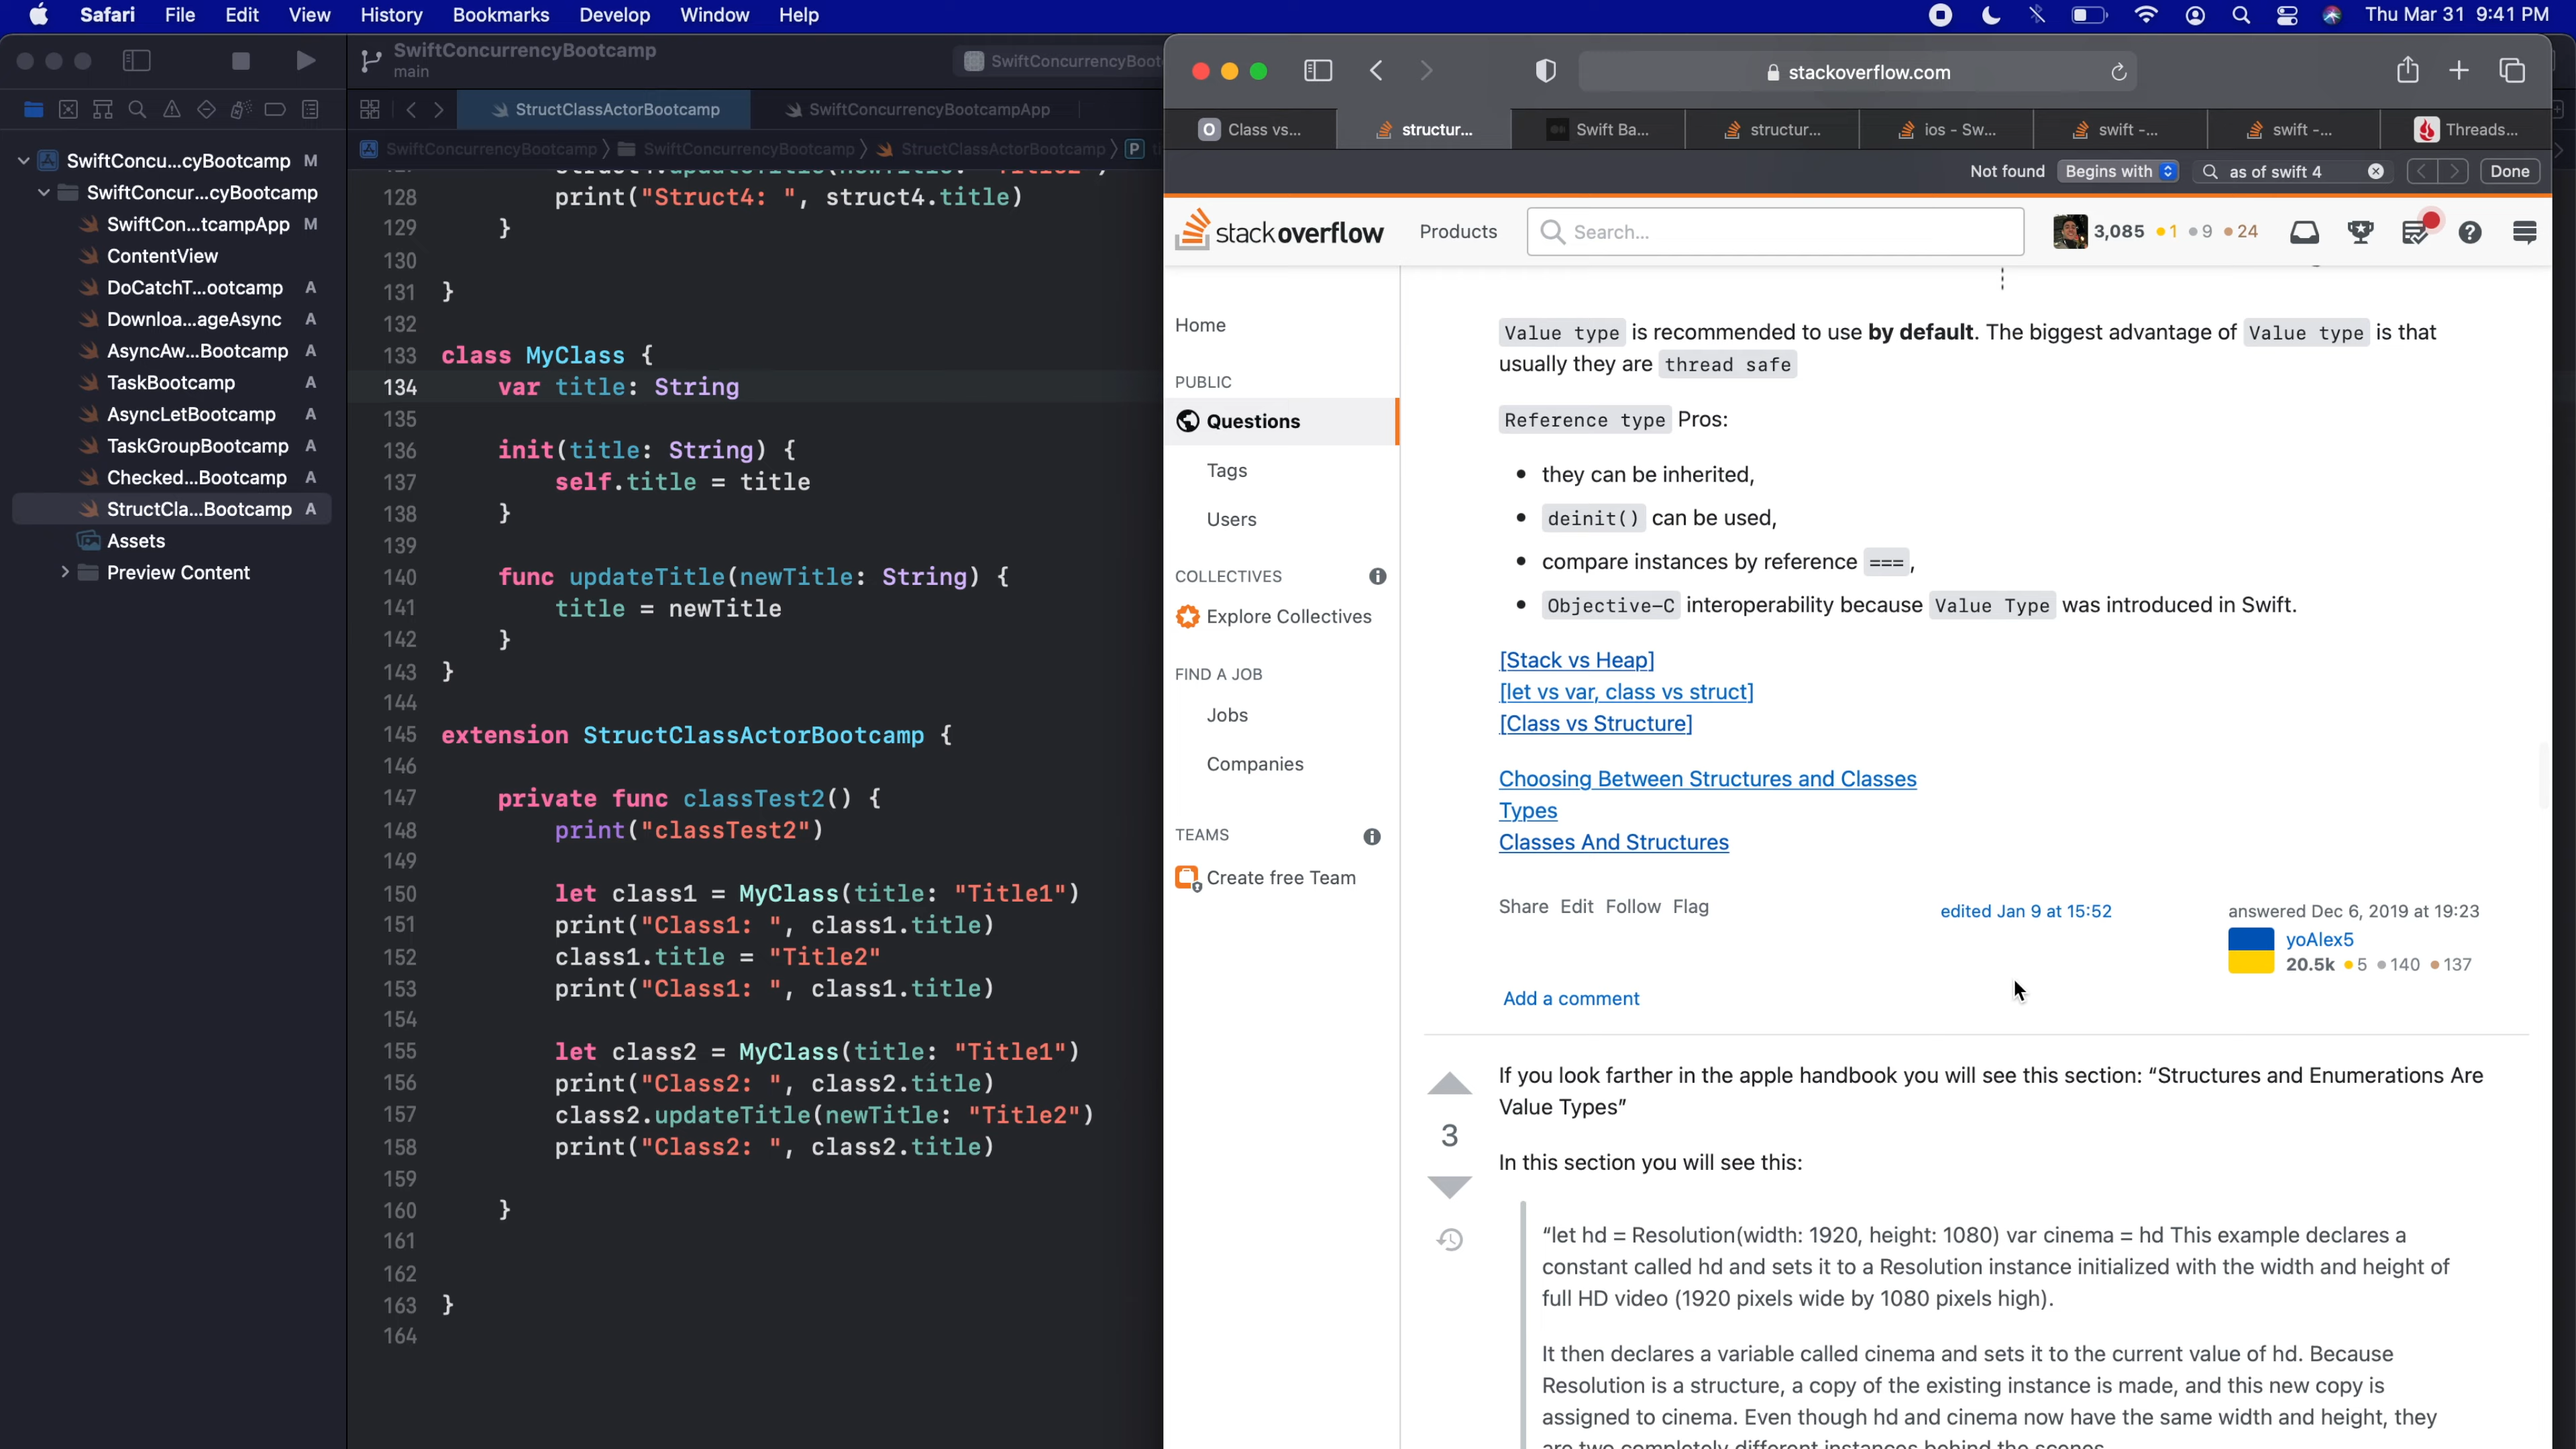 Safari File Edit View History Bookmarks Develop Window Help
Thu Mar 31 9:41 PM
SwiftConcurrencyBootcamp
main
SwiftConcurrencyBoot
StructClassActorBootcamp
SwiftConcurrencyBootcampApp
SwiftConcurrencyBootcamp
SwiftConcurrencyBootcamp
StructClassActorBootcamp
P
SwiftConcu...cyBootcamp M
SwiftConcur...cyBootcamp
SwiftCon...tcampApp M
ContentView
DoCatchT...ootcamp A
Downloa...ageAsync A
AsyncAw...Bootcamp A
TaskBootcamp A
AsyncLetBootcamp A
TaskGroupBootcamp A
Checked...Bootcamp A
StructCla...Bootcamp A
Assets
Preview Content
128 print("Struct4: ", struct4.title)
129 }
130
131 }
132
133 class MyClass {
134 var title: String
135
136 init(title: String) {
137 self.title = title
138 }
139
140 func updateTitle(newTitle: String) {
141 title = newTitle
142 }
143 }
144
145 extension StructClassActorBootcamp {
146
147 private func classTest2() {
148 print("classTest2")
149
150 let class1 = MyClass(title: "Title1")
151 print("Class1: ", class1.title)
152 class1.title = "Title2"
153 print("Class1: ", class1.title)
154
155 let class2 = MyClass(title: "Title1")
156 print("Class2: ", class2.title)
157 class2.updateTitle(newTitle: "Title2")
158 print("Class2: ", class2.title)
159
160 }
161
162
163 }
164
stackoverflow.com
O Class vs...
structur...
Swift Ba...
structur...
ios - Sw...
swift -...
swift -...
Threads...
Not found Begins with as of swift 4 Done
stackoverflow Products Search... 3,085 1 9 24
Home
PUBLIC
Questions
Tags
Users
COLLECTIVES
Explore Collectives
FIND A JOB
Jobs
Companies
TEAMS
Create free Team
Value type is recommended to use by default. The biggest advantage of Value type is that
usually they are thread safe
Reference type Pros:
• they can be inherited,
• deinit() can be used,
• compare instances by reference ===,
• Objective-C interoperability because Value Type was introduced in Swift.
[Stack vs Heap]
[let vs var, class vs struct]
[Class vs Structure]
Choosing Between Structures and Classes
Types
Classes And Structures
Share Edit Follow Flag
edited Jan 9 at 15:52
answered Dec 6, 2019 at 19:23
yoAlex5
20.5k 5 140 137
Add a comment
3
If you look farther in the apple handbook you will see this section: “Structures and Enumerations Are
Value Types”
In this section you will see this:
“let hd = Resolution(width: 1920, height: 1080) var cinema = hd This example declares a
constant called hd and sets it to a Resolution instance initialized with the width and height of
full HD video (1920 pixels wide by 1080 pixels high).
It then declares a variable called cinema and sets it to the current value of hd. Because
Resolution is a structure, a copy of the existing instance is made, and this new copy is
assigned to cinema. Even though hd and cinema now have the same width and height, they
are two completely different instances behind the scenes.